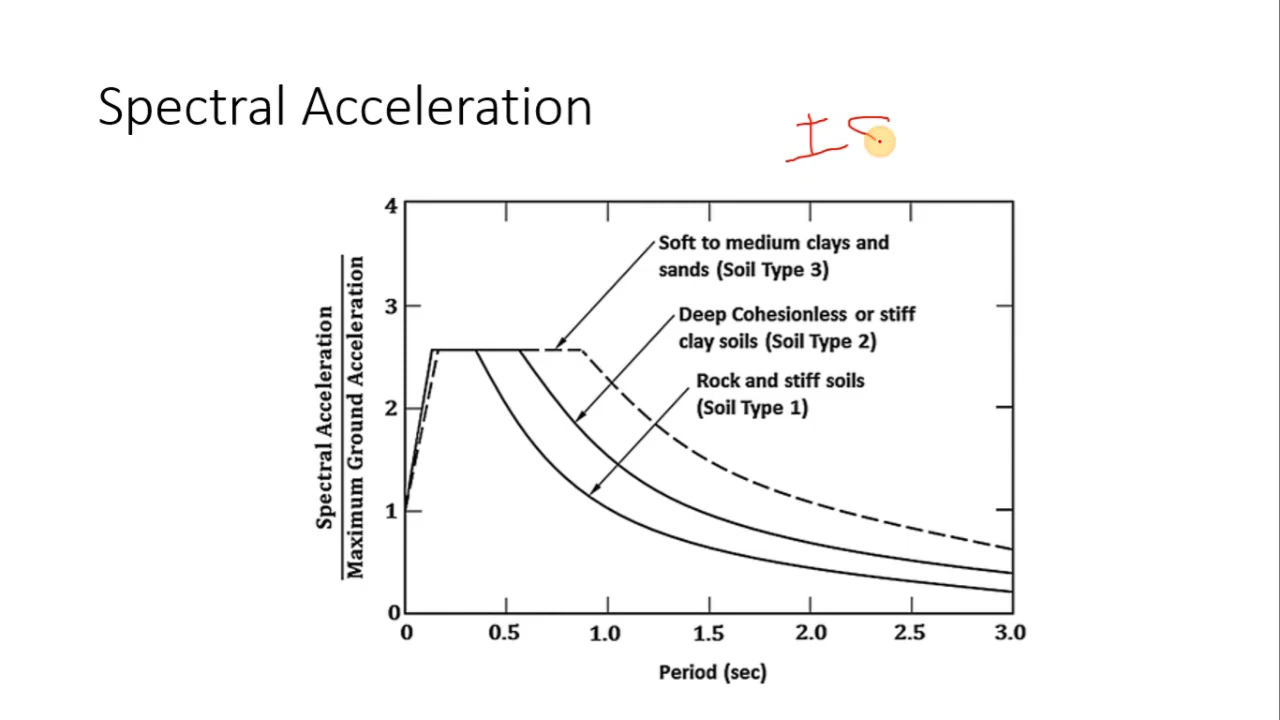 Spectral Acceleration
IS
4
3
2
1
0
Spectral Acceleration
Maximum Ground Acceleration
Soft to medium clays and
sands (Soil Type 3)
Deep Cohesionless or stiff
clay soils (Soil Type 2)
Rock and stiff soils
(Soil Type 1)
0 0.5 1.0 1.5 2.0 2.5 3.0
Period (sec)